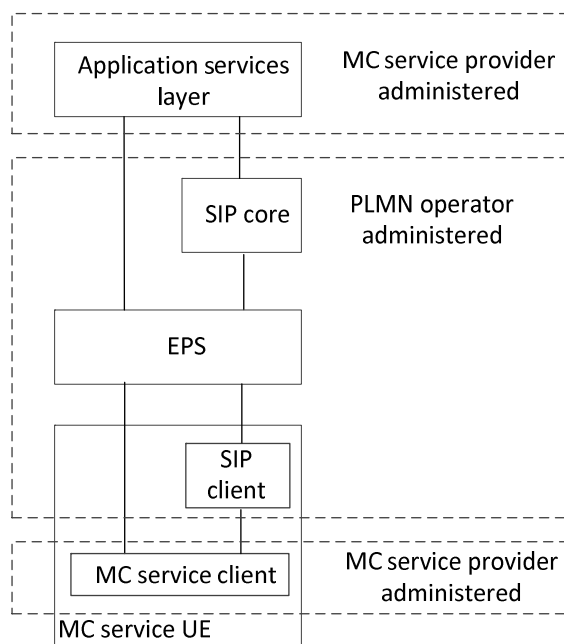 Application services
layer
MC service provider
administered
SIP core
PLMN operator
administered
EPS
SIP
client
MC service client
MC service provider
administered
MC service UE